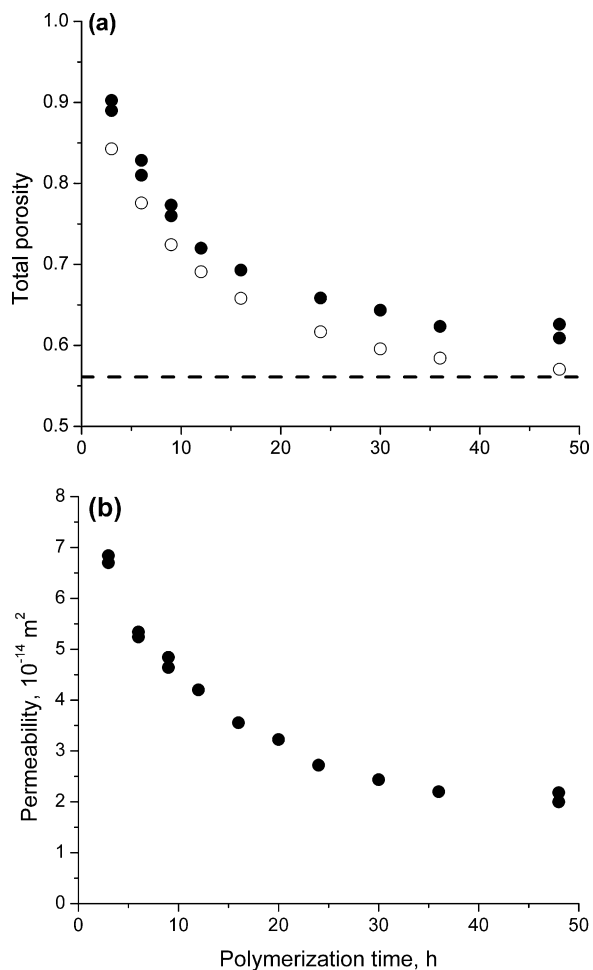 (a)
Total porosity
1.0
0.9
0.8
0.7
0.6
0.5
0 10 20 30 40 50
(b)
Permeability, 10⁻¹⁴ m²
8
7
6
5
4
3
2
1
0
0 10 20 30 40 50
Polymerization time, h